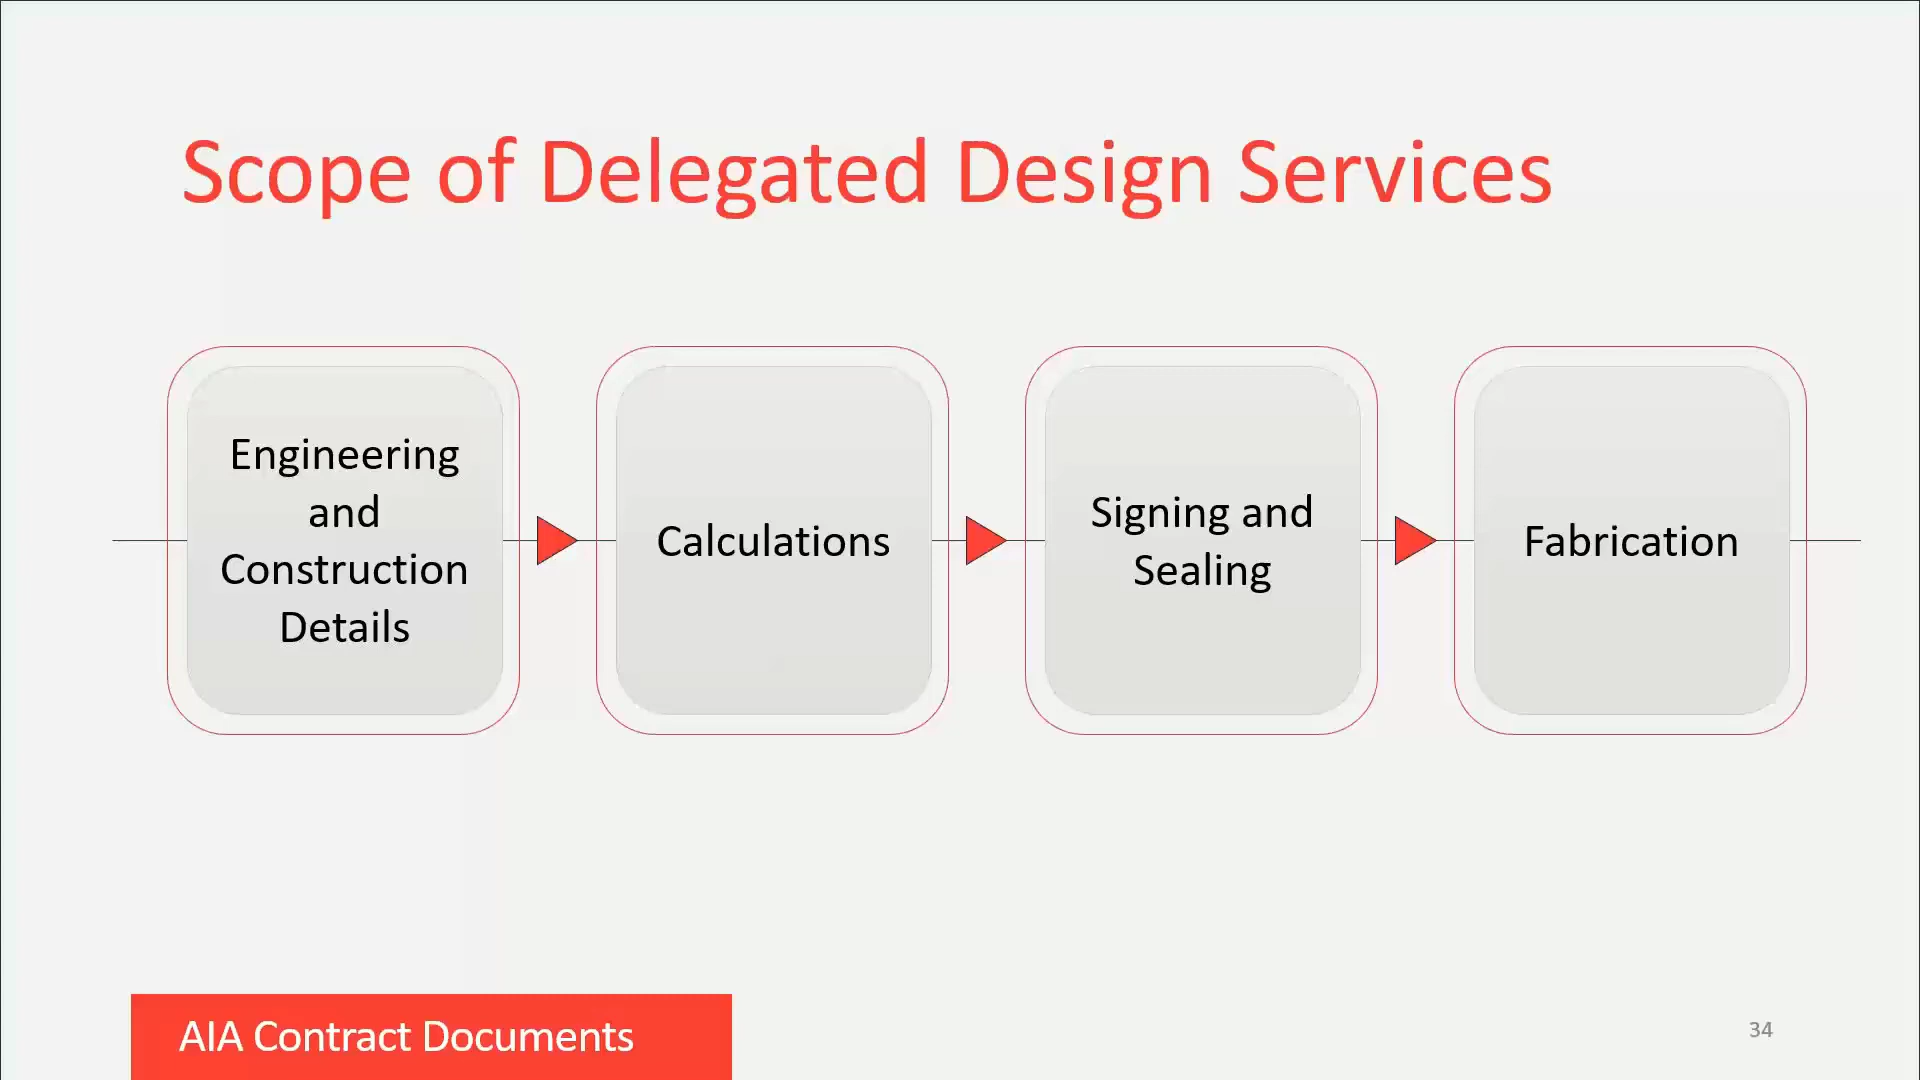 Scope of Delegated Design Services
Engineering
and
Construction
Details
Calculations
Signing and
Sealing
Fabrication
AIA Contract Documents
34